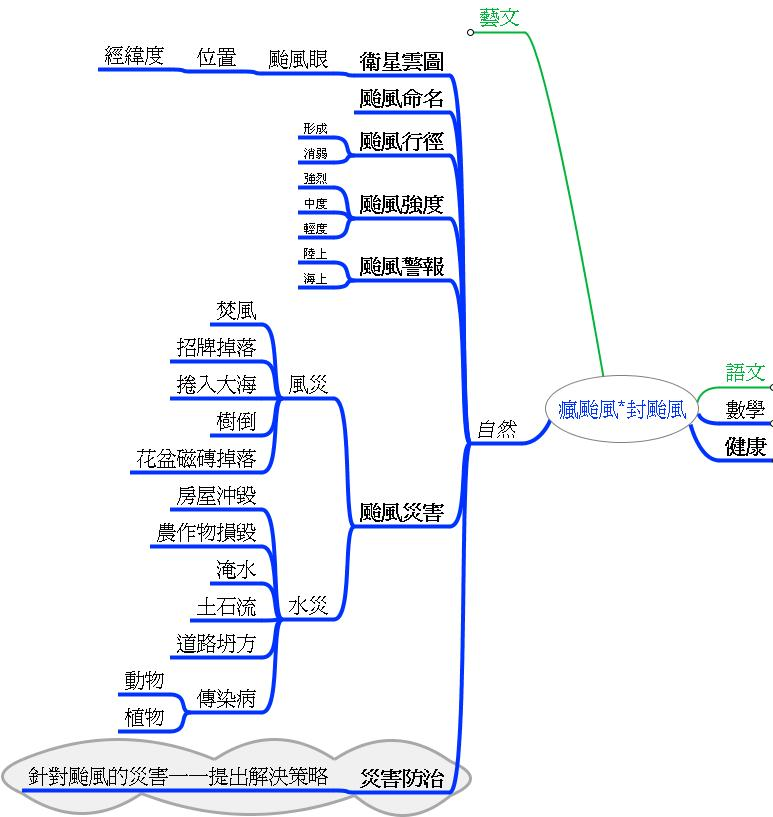 藝文
經緯度
位置
颱風眼
衛星雲圖
颱風命名
颱風行徑
形成
消弱
颱風強度
強烈
中度
輕度
颱風警報
陸上
海上
焚風
招牌掉落
捲入大海
樹倒
花盆磁磚掉落
風災
房屋沖毀
農作物損毀
淹水
土石流
道路坍方
水災
動物
植物
傳染病
颱風災害
針對颱風的災害一一提出解決策略
災害防治
自然
瘋颱風*封颱風
語文
數學
健康